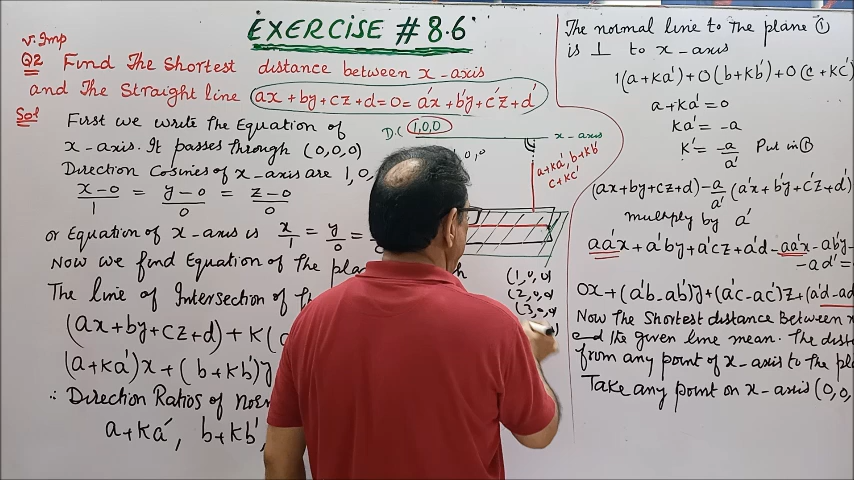 EXERCISE # 8.6
v. Imp
Q2 Find The Shortest distance between x-axis
and The Straight line ax+by+cz+d=0=a'x+b'y+c'z+d'
Sol
First we write The Equation of
x-axis. It passes through (0,0,0)
Direction Cosines of x-axis are 1, 0,
x-0/1 = y-0/0 = z-0/0
or Equation of x-axis is x/1 = y/0 =
Now we find Equation of The
The line of Intersection of
(ax+by+cz+d)+K(
(a+Ka')x+(b+Kb')y
∴ Direction Ratios of
a+Ka', b+Kb',
D.C 1,0,0 x-axis
a+Ka', b+Kb'
c+Kc'
(1,0,0)
(2,0,0)
(3,0,0)
The normal line to the plane ①
is ⊥ to x-axis
1(a+Ka')+0(b+Kb')+0(c+Kc')
a+Ka'=0
Ka'=-a
K=-a/a' Put in
(ax+by+cz+d)-a/a'(a'x+b'y+c'z+d')
multiply by a'
aa'x+a'by+a'cz+a'd-aa'x-ab'y-
-ad'=
0x+(a'b-ab')y+(a'c-ac')z+(a'd-ad
Now The Shortest distance Between x
and the given line mean. The dist
from any point of x-axis to the pl
Take any point on x-axis (0,0,